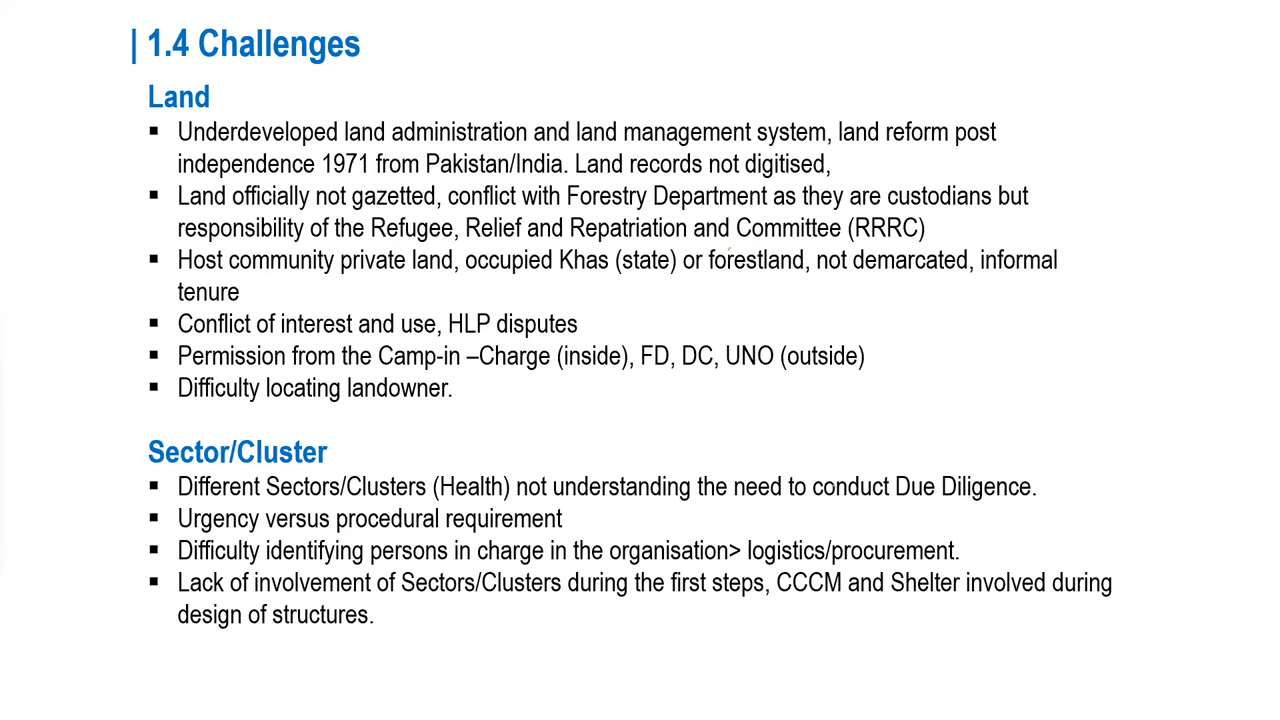 | 1.4 Challenges
Land
▪ Underdeveloped land administration and land management system, land reform post
independence 1971 from Pakistan/India. Land records not digitised,
▪ Land officially not gazetted, conflict with Forestry Department as they are custodians but
responsibility of the Refugee, Relief and Repatriation and Committee (RRRC)
▪ Host community private land, occupied Khas (state) or forestland, not demarcated, informal
tenure
▪ Conflict of interest and use, HLP disputes
▪ Permission from the Camp-in –Charge (inside), FD, DC, UNO (outside)
▪ Difficulty locating landowner.
Sector/Cluster
▪ Different Sectors/Clusters (Health) not understanding the need to conduct Due Diligence.
▪ Urgency versus procedural requirement
▪ Difficulty identifying persons in charge in the organisation> logistics/procurement.
▪ Lack of involvement of Sectors/Clusters during the first steps, CCCM and Shelter involved during
design of structures.